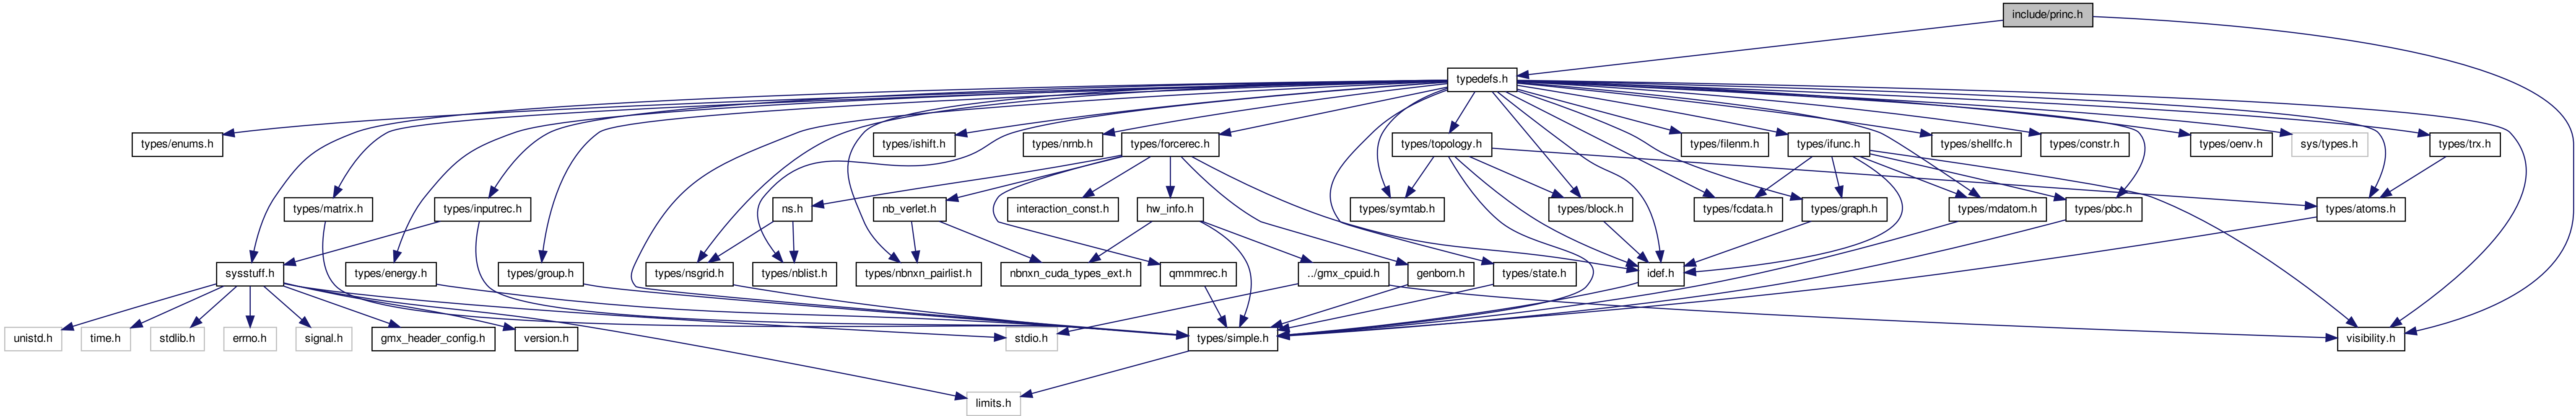 include/princ.h
typedefs.h
types/enums.h
types/ishift.h
types/nrnb.h
types/forcerec.h
types/topology.h
types/filenm.h
types/ifunc.h
types/shellfc.h
types/constr.h
types/oenv.h
sys/types.h
types/trx.h
types/matrix.h
types/inputrec.h
ns.h
nb_verlet.h
interaction_const.h
hw_info.h
types/symtab.h
types/block.h
types/fcdata.h
types/graph.h
types/mdatom.h
types/pbc.h
types/atoms.h
sysstuff.h
types/energy.h
types/group.h
types/nsgrid.h
types/nblist.h
types/nbnxn_pairlist.h
nbnxn_cuda_types_ext.h
qmmmrec.h
../gmx_cpuid.h
genborn.h
types/state.h
idef.h
unistd.h
time.h
stdlib.h
errno.h
signal.h
gmx_header_config.h
version.h
stdio.h
types/simple.h
visibility.h
limits.h